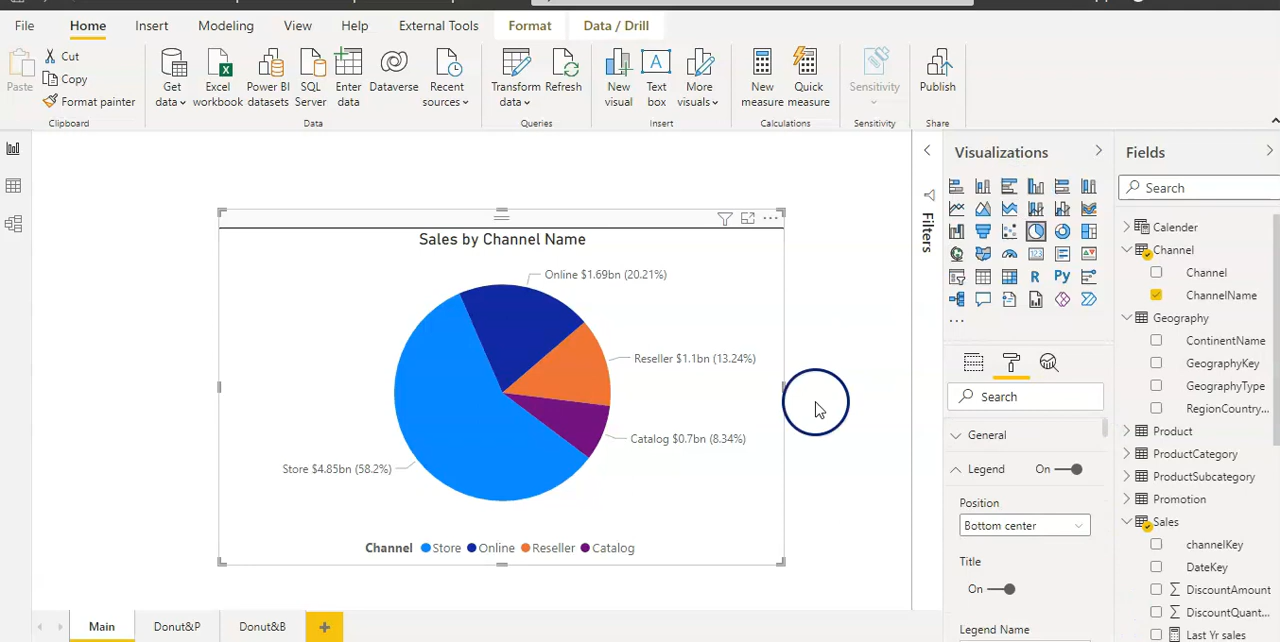 File Home Insert Modeling View Help External Tools Format Data / Drill
Paste
Cut
Copy
Format painter
Clipboard
Get data
Excel workbook
Power BI datasets
SQL Server
Enter data
Dataverse
Recent sources
Data
Transform data
Refresh
Queries
New visual
Text box
More visuals
Insert
New measure
Quick measure
Calculations
Sensitivity
Sensitivity
Publish
Share
Sales by Channel Name
Online $1.69bn (20.21%)
Reseller $1.1bn (13.24%)
Catalog $0.7bn (8.34%)
Store $4.85bn (58.2%)
Channel Store Online Reseller Catalog
Filters
Visualizations
R Py
...
Search
General
Legend On
Position
Bottom center
Title
On
Legend Name
Fields
Search
Calender
Channel
Channel
ChannelName
Geography
ContinentName
GeographyKey
GeographyType
RegionCountry...
Product
ProductCategory
ProductSubcategory
Promotion
Sales
channelKey
DateKey
DiscountAmount
DiscountQuant...
Last Yr sales
Main Donut&P Donut&B +